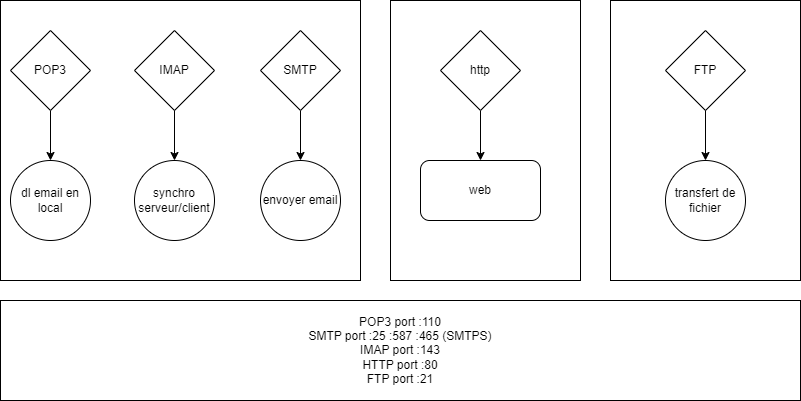 POP3
IMAP
SMTP
http
FTP
dl email en
local
synchro
serveur/client
envoyer email
web
transfert de
fichier
POP3 port :110
SMTP port :25 :587 :465 (SMTPS)
IMAP port :143
HTTP port :80
FTP port :21